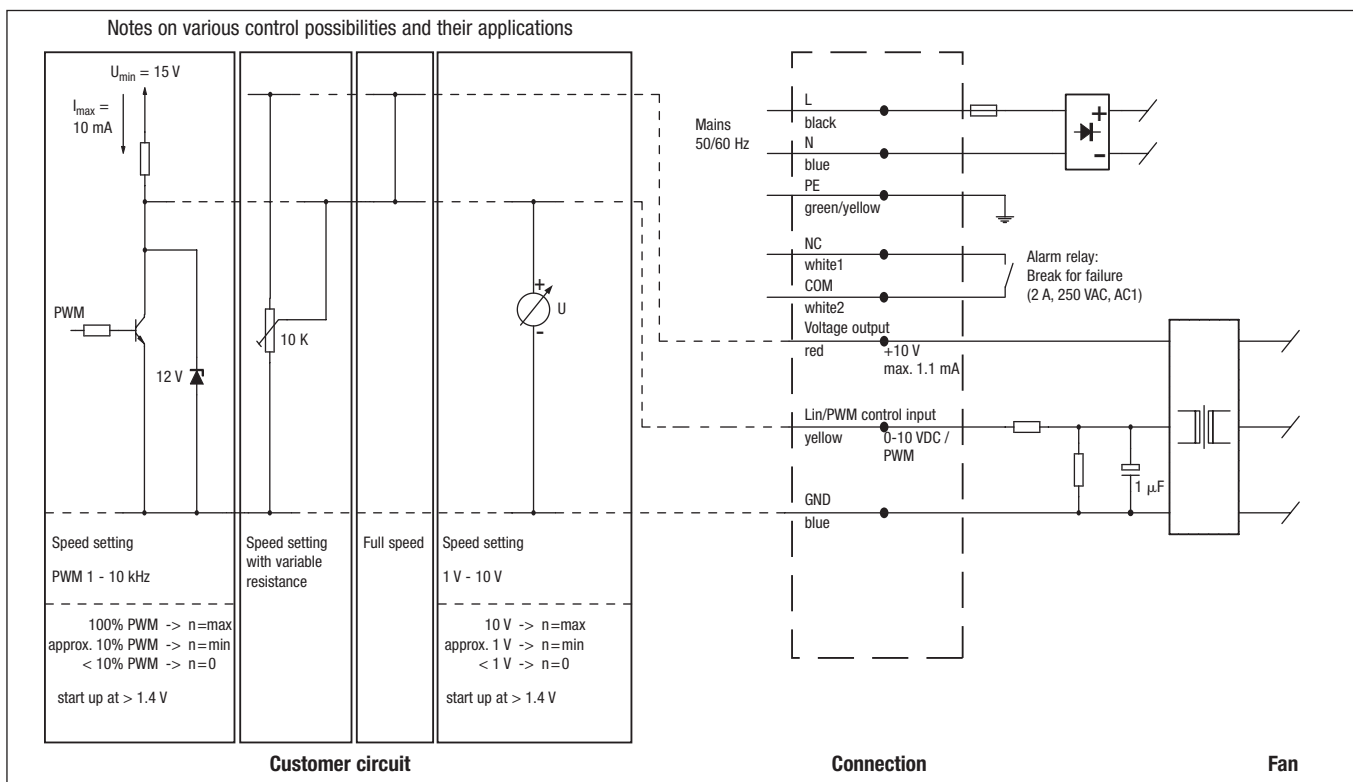 Notes on various control possibilities and their applications
Umin = 15 V
Imax =
10 mA
PWM
12 V
Speed setting
PWM 1 - 10 kHz
100% PWM -> n=max
approx. 10% PWM -> n=min
< 10% PWM -> n=0
start up at > 1.4 V
10 K
Speed setting
with variable
resistance
Full speed
+
U
-
Speed setting
1 V - 10 V
10 V -> n=max
approx. 1 V -> n=min
< 1 V -> n=0
start up at > 1.4 V
Customer circuit
Mains
50/60 Hz
L
black
N
blue
PE
green/yellow
NC
white1
COM
white2
Voltage output
red
+10 V
max. 1.1 mA
Lin/PWM control input
yellow
0-10 VDC /
PWM
GND
blue
Connection
+
-
Alarm relay:
Break for failure
(2 A, 250 VAC, AC1)
1 µF
Fan